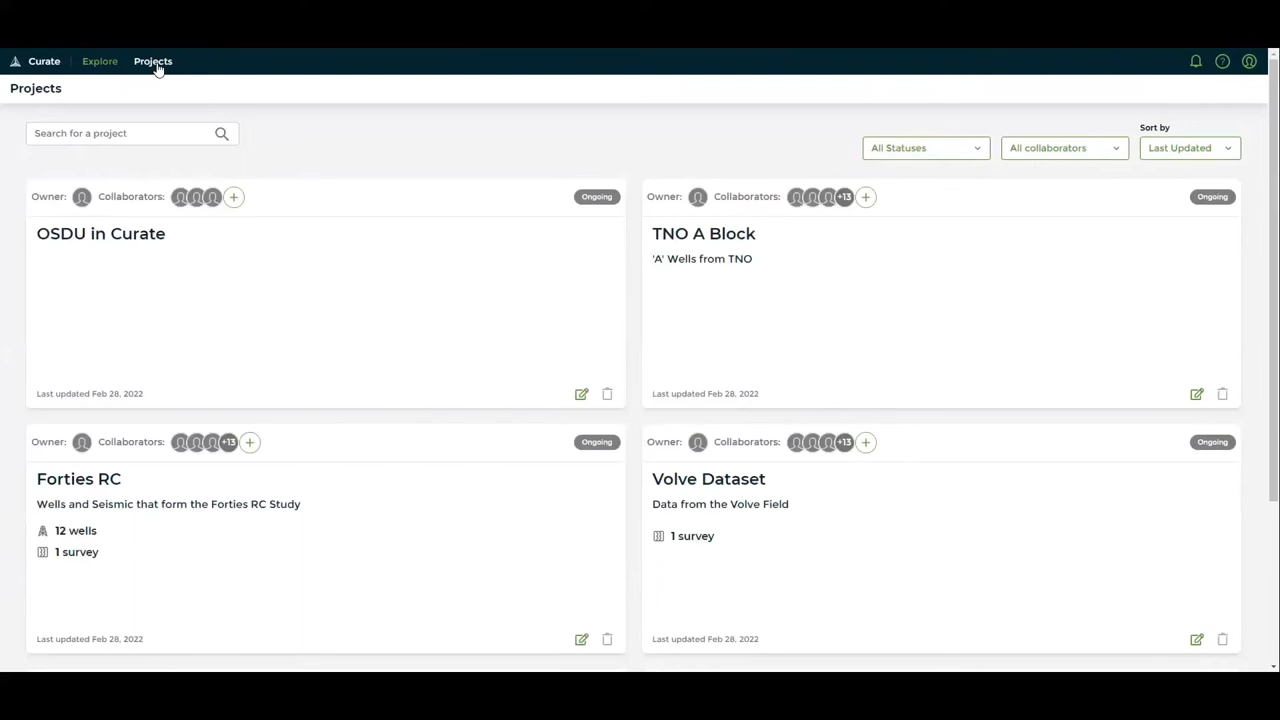 Curate
Explore
Projects
Projects
Search for a project
All Statuses
All collaborators
Sort by
Last Updated
Owner:
Collaborators:
Ongoing
OSDU in Curate
Last updated Feb 28, 2022
Owner:
Collaborators:
+13
Ongoing
TNO A Block
'A' Wells from TNO
Last updated Feb 28, 2022
Owner:
Collaborators:
+13
Ongoing
Forties RC
Wells and Seismic that form the Forties RC Study
12 wells
1 survey
Last updated Feb 28, 2022
Owner:
Collaborators:
+13
Ongoing
Volve Dataset
Data from the Volve Field
1 survey
Last updated Feb 28, 2022